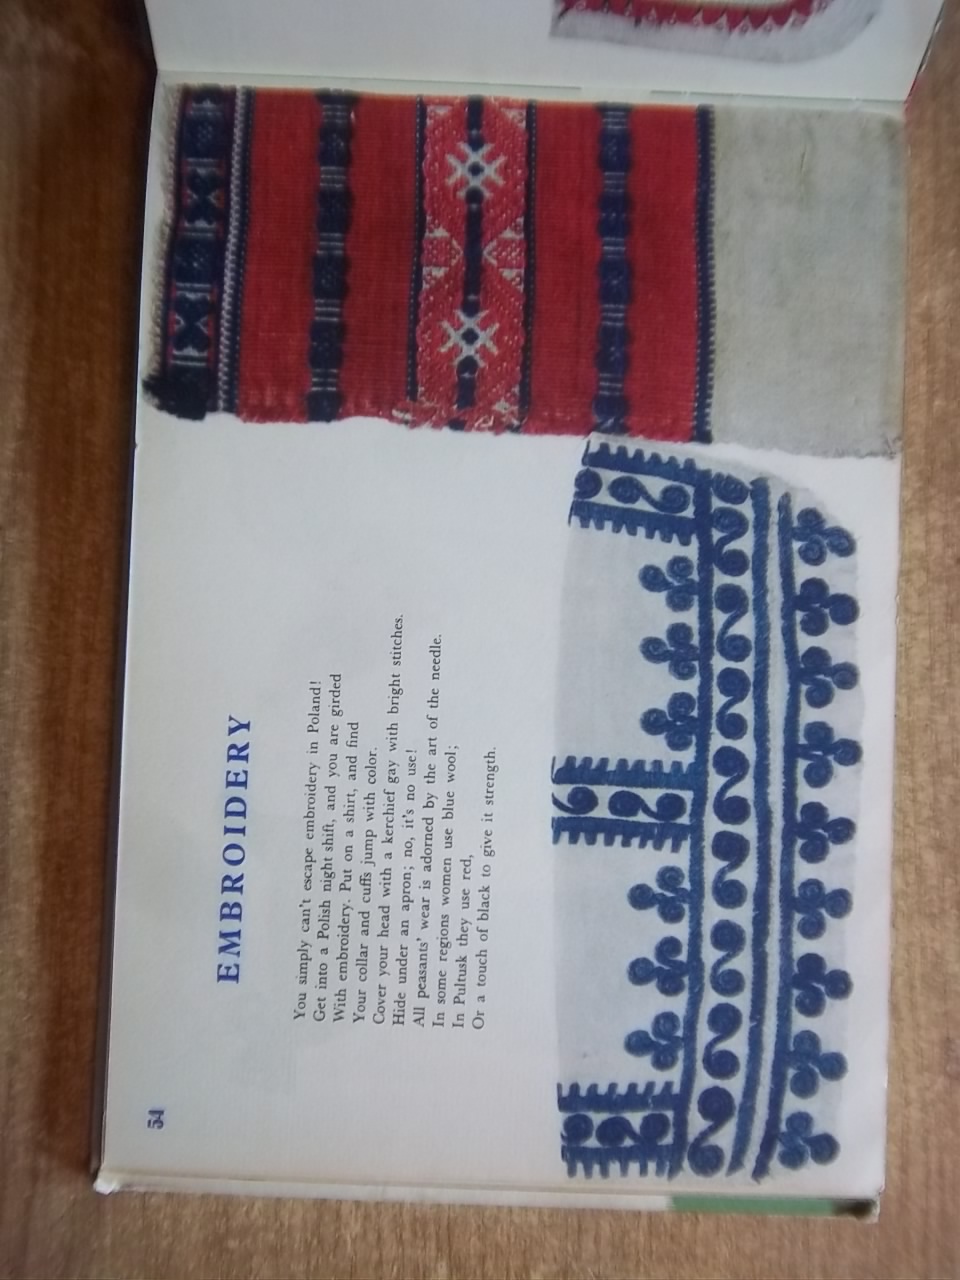 54
EMBROIDERY
You simply can't escape embroidery in Poland!
Get into a Polish night shift, and you are girded
With embroidery. Put on a shirt, and find
Your collar and cuffs jump with color.
Cover your head with a kerchief gay with bright stitches.
Hide under an apron; no, it's no use!
All peasants' wear is adorned by the art of the needle.
In some regions women use blue wool;
In Pultusk they use red,
Or a touch of black to give it strength.